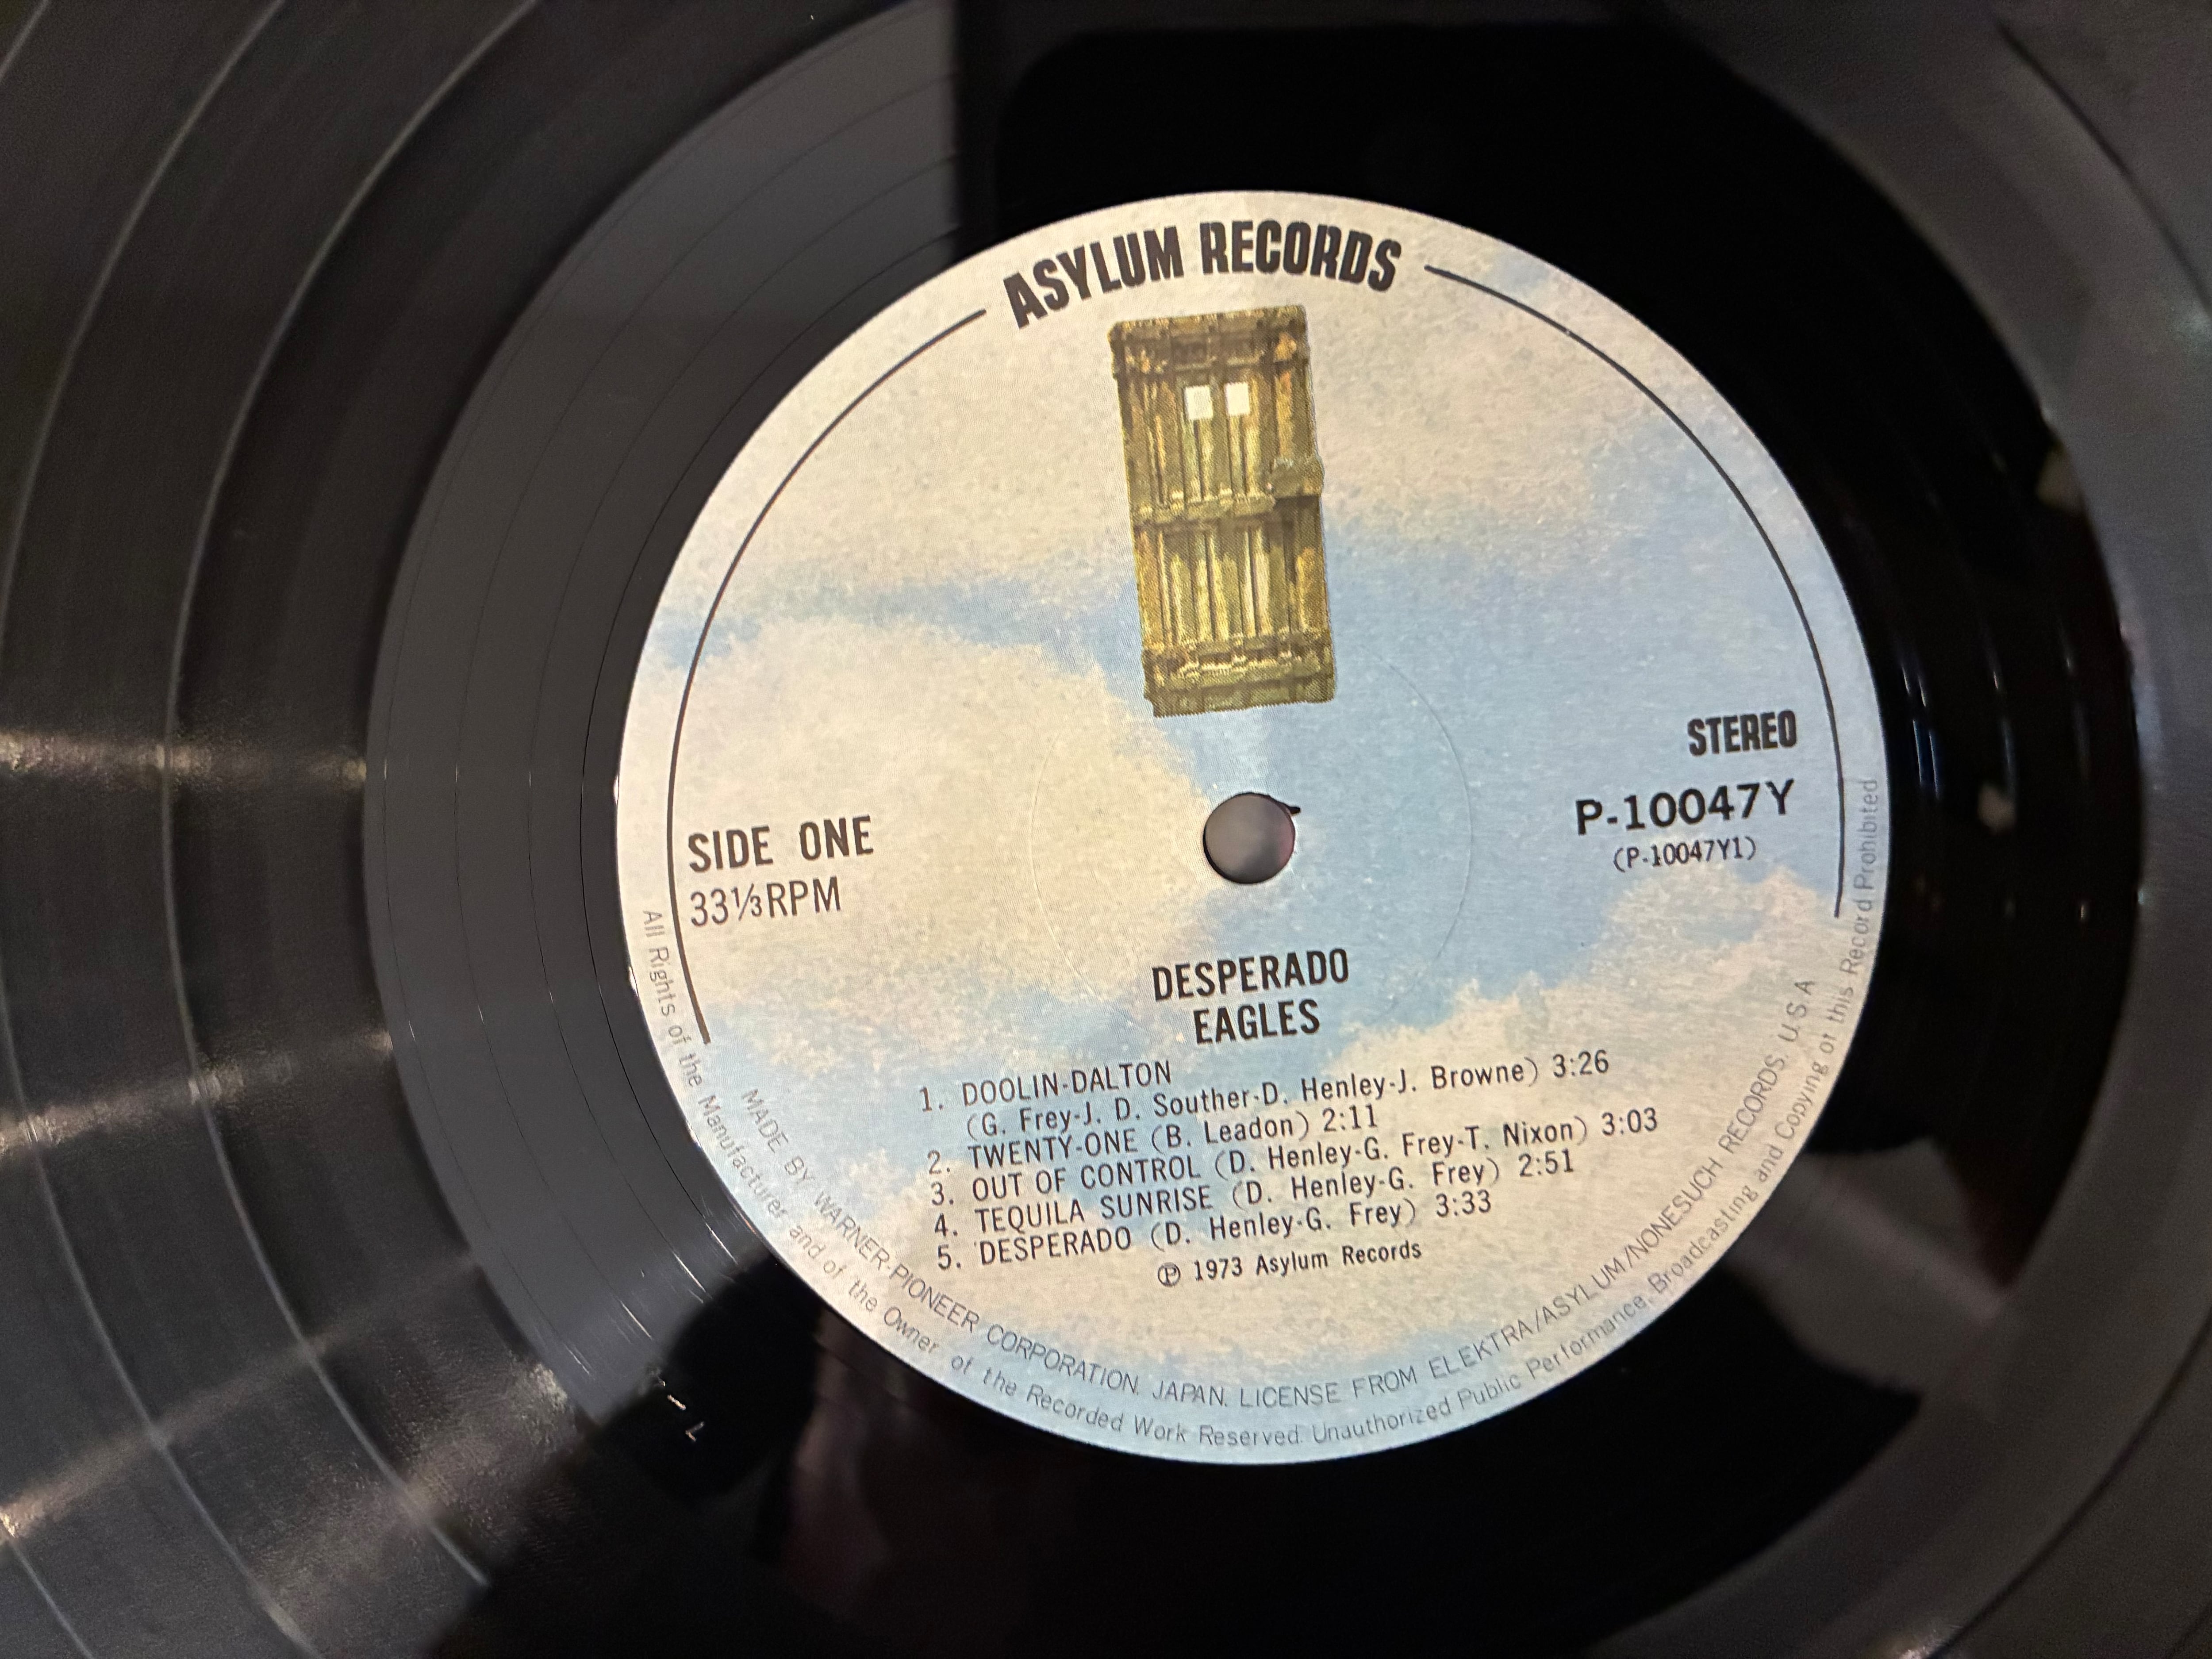 ASYLUM RECORDS
STEREO
P-10047Y
(P-10047Y1)
SIDE ONE
33⅓RPM
DESPERADO
EAGLES
1. DOOLIN-DALTON
(G. Frey-J. D. Souther-D. Henley-J. Browne) 3:26
2. TWENTY-ONE (B. Leadon) 2:11
3. OUT OF CONTROL (D. Henley-G. Frey-T. Nixon) 3:03
4. TEQUILA SUNRISE (D. Henley-G. Frey) 2:51
5. DESPERADO (D. Henley-G. Frey) 3:33
℗ 1973 Asylum Records
MADE BY WARNER-PIONEER CORPORATION. JAPAN. LICENSE FROM ELEKTRA/ASYLUM/NONESUCH RECORDS. U.S.A
All Rights of the Manufacturer and of the Owner of the Recorded Work Reserved. Unauthorized Public Performance. Broadcasting and Copying of this Record Prohibited